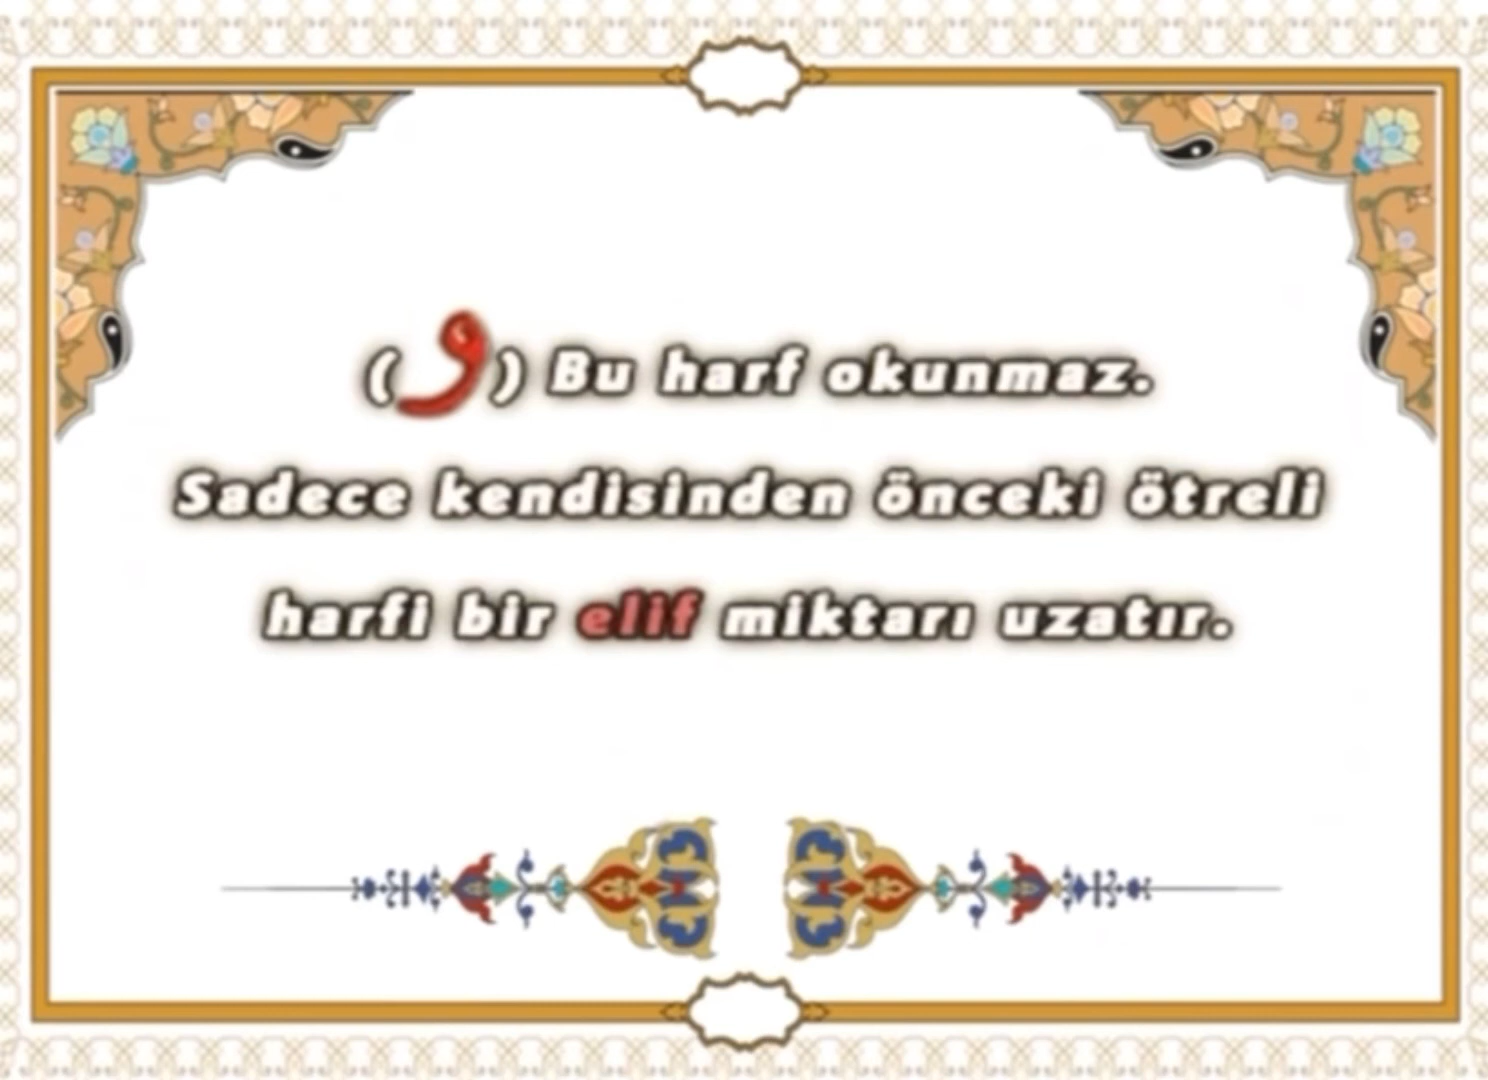 (و) Bu harf okunmaz.
Sadece kendisinden önceki ötreli
harfi bir elif miktarı uzatır.